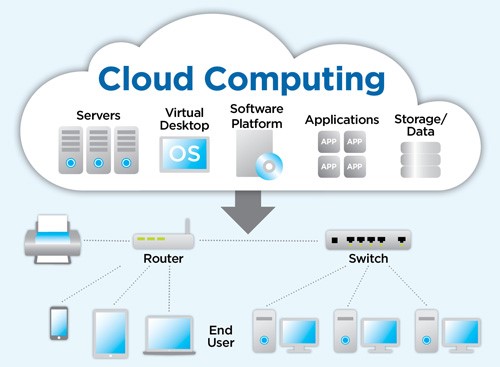 Cloud Computing
Servers
Virtual
Desktop
OS
Software
Platform
Applications
APP APP
APP APP
Storage/
Data
Router
Switch
End
User